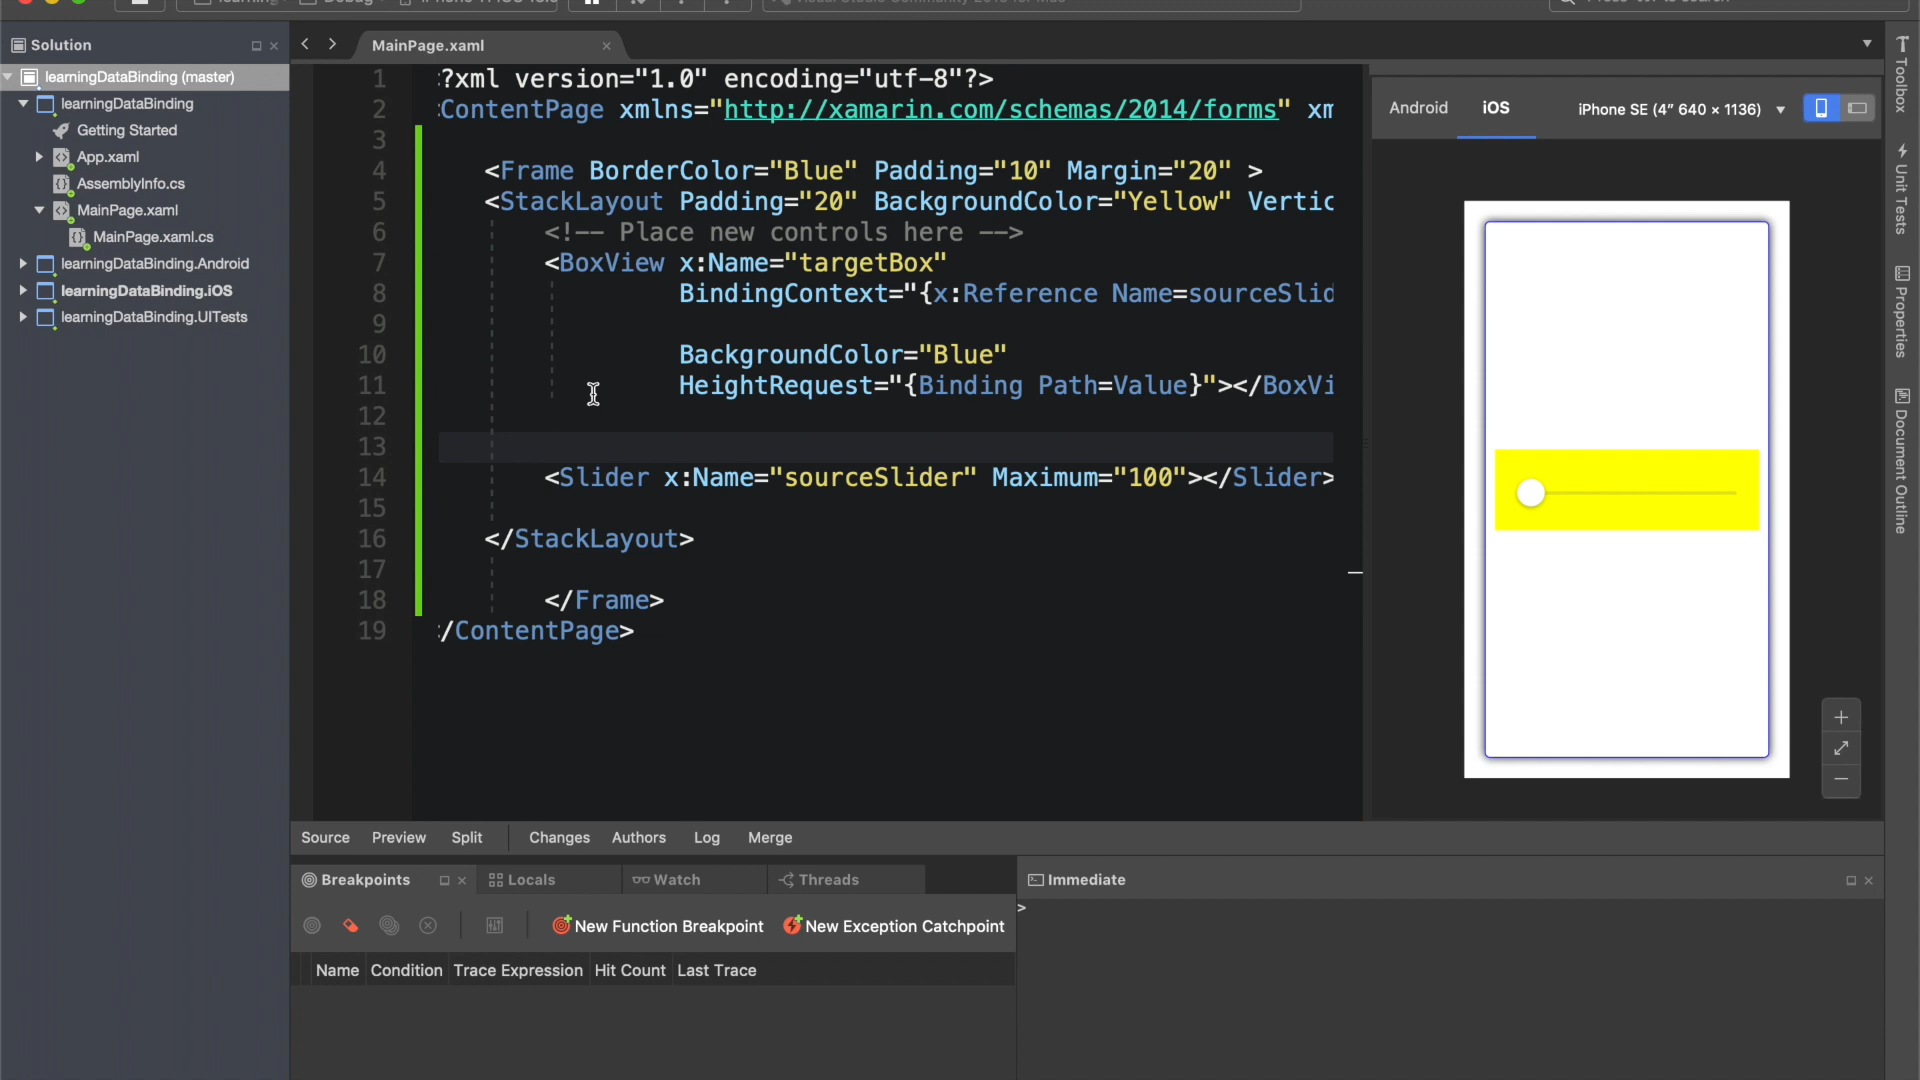 Solution
MainPage.xaml
learningDataBinding (master)
learningDataBinding
Getting Started
App.xaml
AssemblyInfo.cs
MainPage.xaml
MainPage.xaml.cs
learningDataBinding.Android
learningDataBinding.iOS
learningDataBinding.UITests
1 ?xml version="1.0" encoding="utf-8"?>
2 ContentPage xmlns="http://xamarin.com/schemas/2014/forms" xm
3
4 <Frame BorderColor="Blue" Padding="10" Margin="20" >
5 <StackLayout Padding="20" BackgroundColor="Yellow" Vertic
6 <!-- Place new controls here -->
7 <BoxView x:Name="targetBox"
8 BindingContext="{x:Reference Name=sourceSlid
9
10 BackgroundColor="Blue"
11 HeightRequest="{Binding Path=Value}"></BoxVi
12
13
14 <Slider x:Name="sourceSlider" Maximum="100"></Slider>
15
16 </StackLayout>
17
18 </Frame>
19 /ContentPage>
Android
iOS
iPhone SE (4" 640 × 1136)
Toolbox
Unit Tests
Properties
Document Outline
Source Preview Split Changes Authors Log Merge
Breakpoints
Locals
Watch
Threads
Immediate
New Function Breakpoint
New Exception Catchpoint
>
Name Condition Trace Expression Hit Count Last Trace